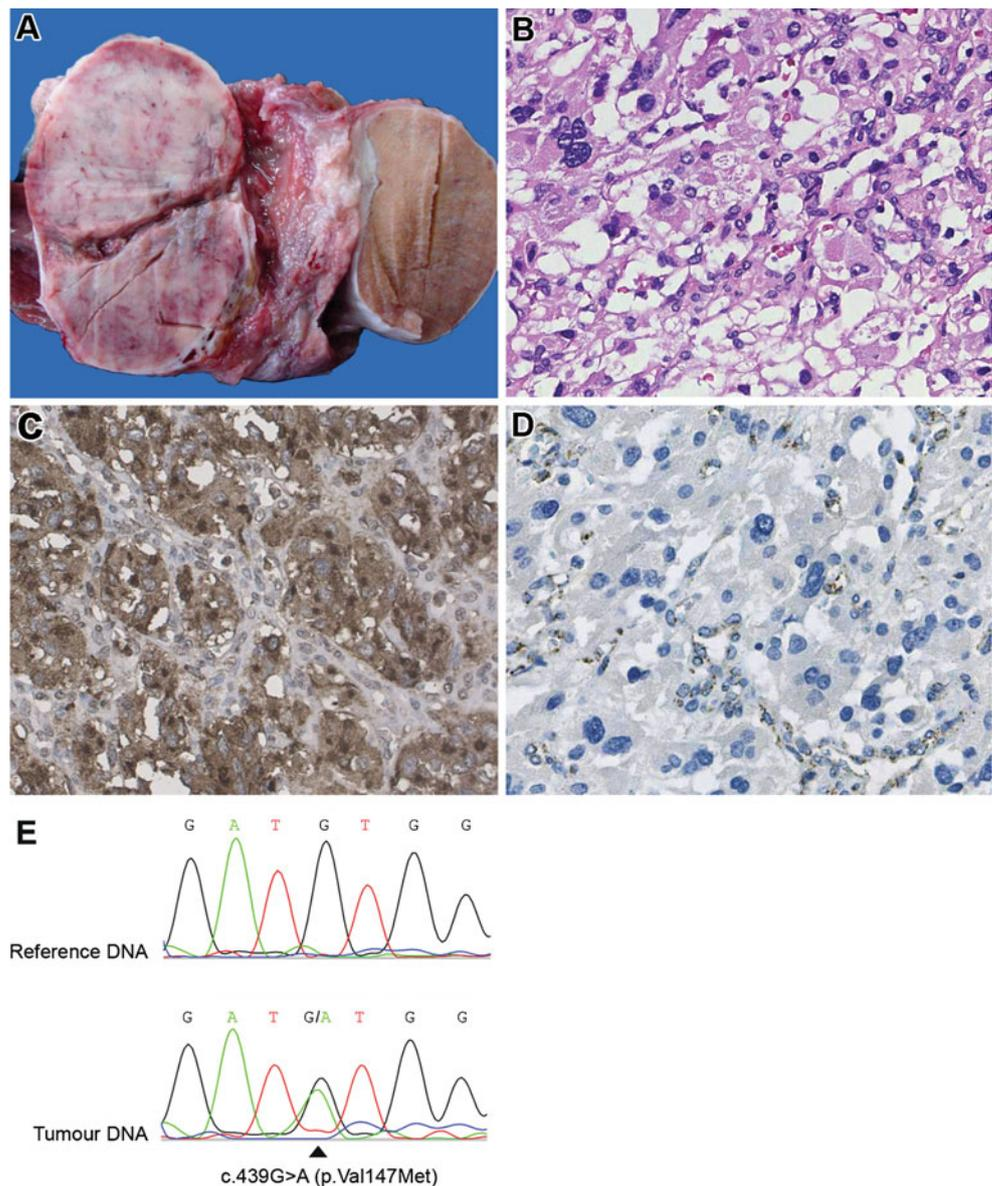 A
B
C
D
E
G A T G T G G
Reference DNA
G A T G/A T G G
Tumour DNA
c.439G>A (p.Val147Met)